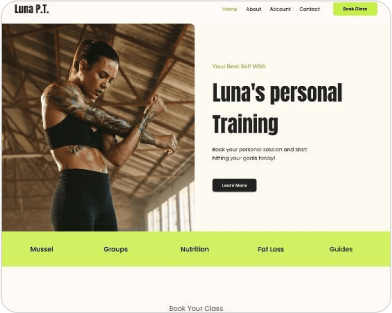 Luna P.T.
Home About Account Contact Book Class
Your Best Self With
Luna's personal
Training
Book your personal session and start
hitting your goals today!
Learn More
Mussel Groups Nutrition Fat Loss Guides
Book Your Class